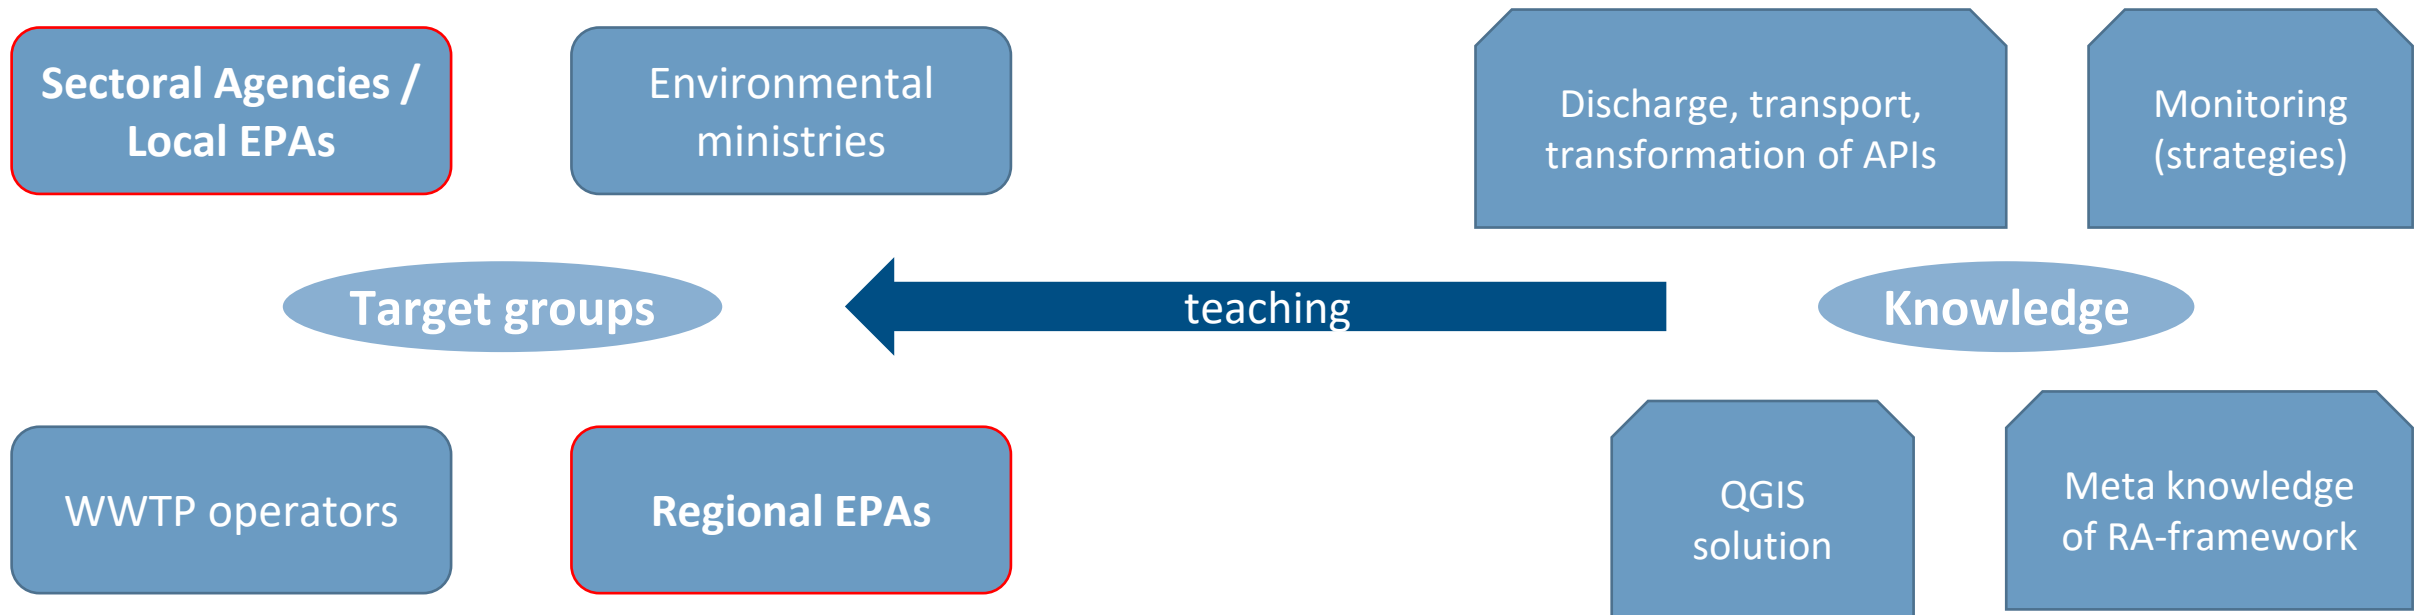 Sectoral Agencies /
Local EPAs
Environmental
ministries
Discharge, transport,
transformation of APIs
Monitoring
(strategies)
Target groups
teaching
Knowledge
WWTP operators
Regional EPAs
QGIS
solution
Meta knowledge
of RA-framework